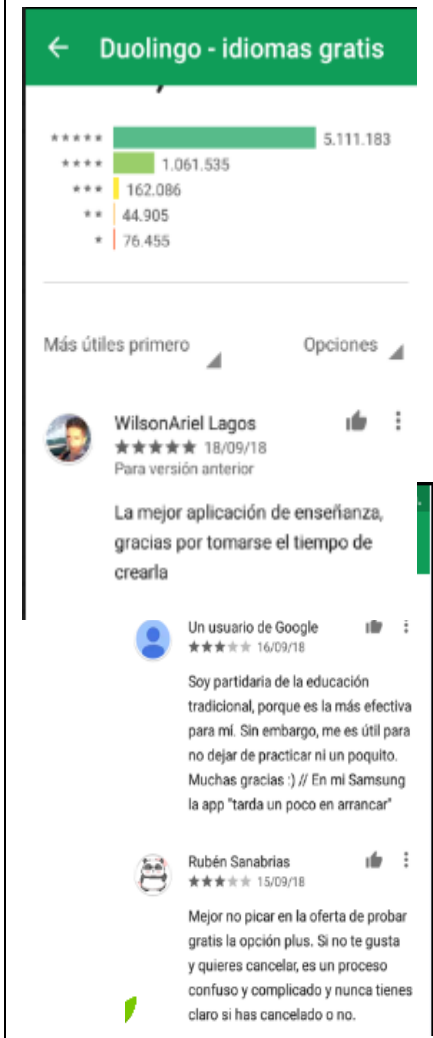 Duolingo - idiomas gratis
★★★★★ 5.111.183
★★★★ 1.061.535
★★★ 162.086
★★ 44.905
★ 76.455
Más útiles primero Opciones
WilsonAriel Lagos
★★★★★ 18/09/18
Para versión anterior
La mejor aplicación de enseñanza,
gracias por tomarse el tiempo de
crearla
Un usuario de Google
★★★★★ 16/09/18
Soy partidaria de la educación
tradicional, porque es la más efectiva
para mí. Sin embargo, me es útil para
no dejar de practicar ni un poquito.
Muchas gracias :) // En mi Samsung
la app "tarda un poco en arrancar"
Rubén Sanabrias
★★★★★ 15/09/18
Mejor no picar en la oferta de probar
gratis la opción plus. Si no te gusta
y quieres cancelar, es un proceso
confuso y complicado y nunca tienes
claro si has cancelado o no.